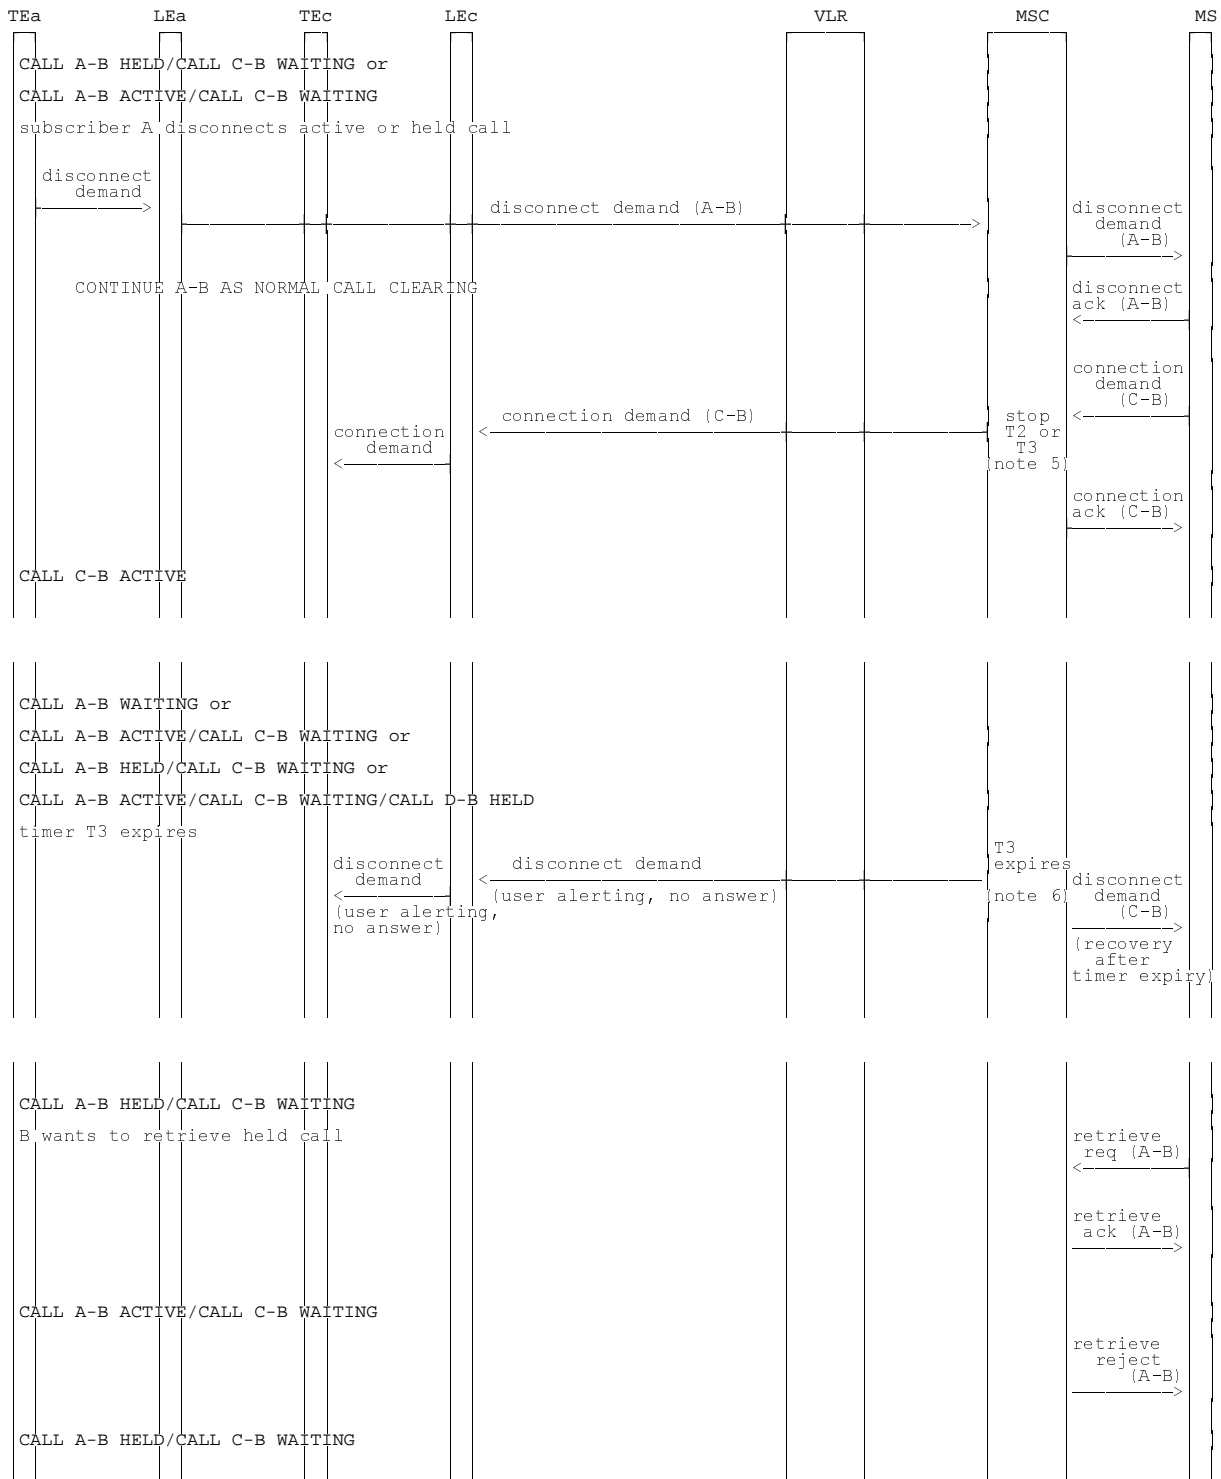 TEa LEa TEc LEc VLR MSC MS
CALL A-B HELD/CALL C-B WAITING or
CALL A-B ACTIVE/CALL C-B WAITING
subscriber A disconnects active or held call
disconnect
demand
disconnect demand (A-B)
disconnect
demand
(A-B)
CONTINUE A-B AS NORMAL CALL CLEARING
disconnect
ack (A-B)
connection
demand
(C-B)
connection demand (C-B)
stop
T2 or
T3
(note 5)
connection
demand
connection
ack (C-B)
CALL C-B ACTIVE
CALL A-B WAITING or
CALL A-B ACTIVE/CALL C-B WAITING or
CALL A-B HELD/CALL C-B WAITING or
CALL A-B ACTIVE/CALL C-B WAITING/CALL D-B HELD
timer T3 expires
T3
expires
(note 6)
disconnect demand
(user alerting, no answer)
disconnect
demand
(user alerting,
no answer)
disconnect
demand
(C-B)
(recovery
after
timer expiry)
CALL A-B HELD/CALL C-B WAITING
B wants to retrieve held call
retrieve
req (A-B)
retrieve
ack (A-B)
CALL A-B ACTIVE/CALL C-B WAITING
retrieve
reject
(A-B)
CALL A-B HELD/CALL C-B WAITING